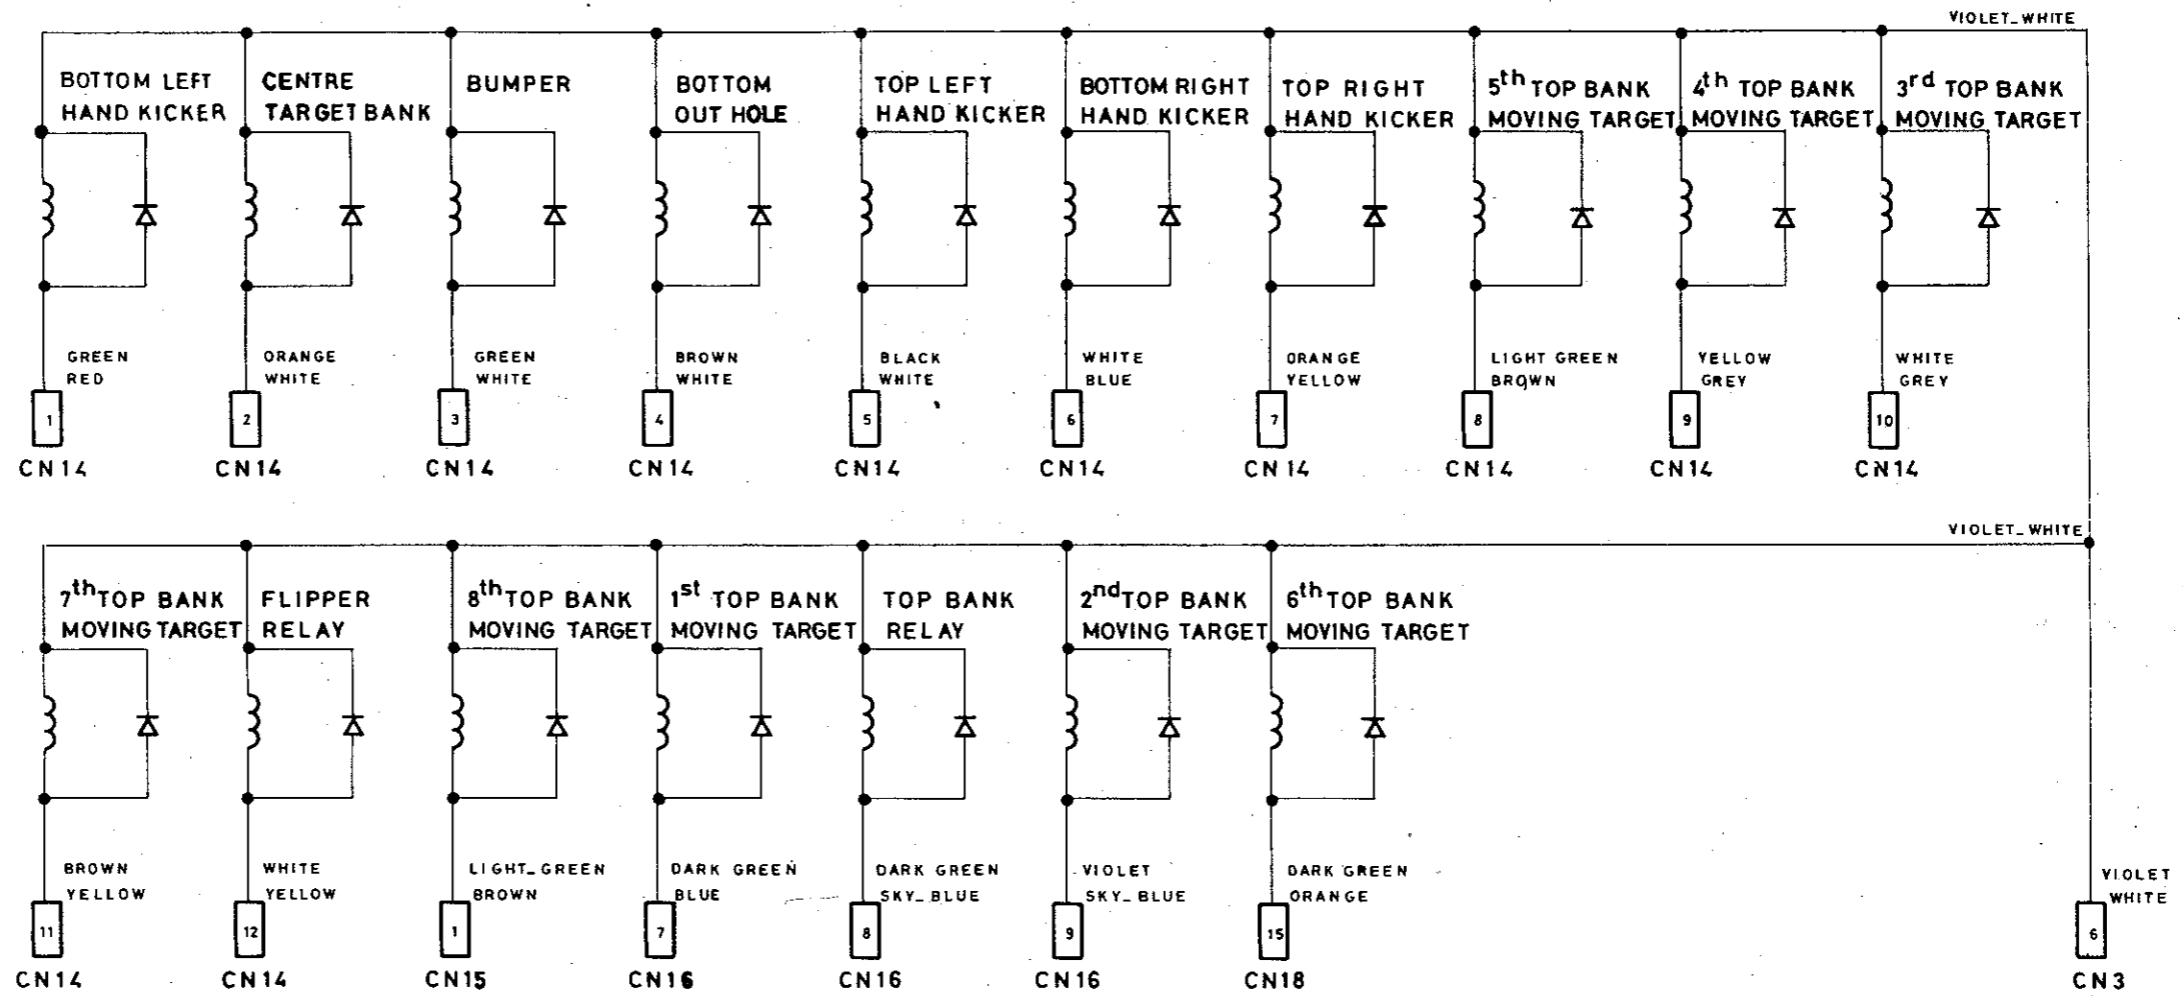 VIOLET_WHITE
BOTTOM LEFT
HAND KICKER
CENTRE
TARGET BANK
BUMPER
BOTTOM
OUT HOLE
TOP LEFT
HAND KICKER
BOTTOM RIGHT
HAND KICKER
TOP RIGHT
HAND KICKER
5th TOP BANK
MOVING TARGET
4th TOP BANK
MOVING TARGET
3rd TOP BANK
MOVING TARGET
GREEN
RED
ORANGE
WHITE
GREEN
WHITE
BROWN
WHITE
BLACK
WHITE
WHITE
BLUE
ORANGE
YELLOW
LIGHT GREEN
BROWN
YELLOW
GREY
WHITE
GREY
1
2
3
4
5
6
7
8
9
10
CN14
CN14
CN14
CN14
CN14
CN14
CN14
CN14
CN14
CN14
VIOLET_WHITE
7th TOP BANK
MOVING TARGET
FLIPPER
RELAY
8th TOP BANK
MOVING TARGET
1st TOP BANK
MOVING TARGET
TOP BANK
RELAY
2nd TOP BANK
MOVING TARGET
6th TOP BANK
MOVING TARGET
BROWN
YELLOW
WHITE
YELLOW
LIGHT_GREEN
BROWN
DARK GREEN
BLUE
DARK GREEN
SKY_BLUE
VIOLET
SKY_BLUE
DARK GREEN
ORANGE
VIOLET
WHITE
11
12
1
7
8
9
15
6
CN14
CN14
CN15
CN16
CN16
CN16
CN18
CN3